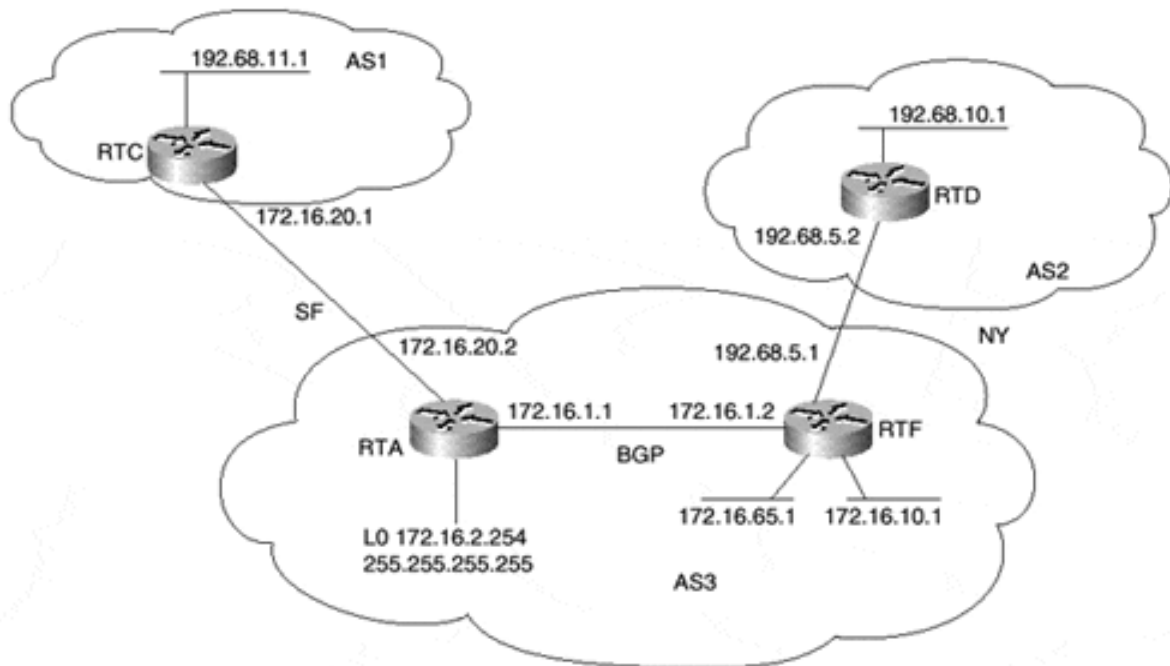 192.68.11.1
AS1
RTC
172.16.20.1
192.68.10.1
RTD
192.68.5.2
AS2
SF
NY
172.16.20.2
192.68.5.1
172.16.1.1
172.16.1.2
RTA
BGP
RTF
172.16.65.1
172.16.10.1
L0 172.16.2.254
255.255.255.255
AS3